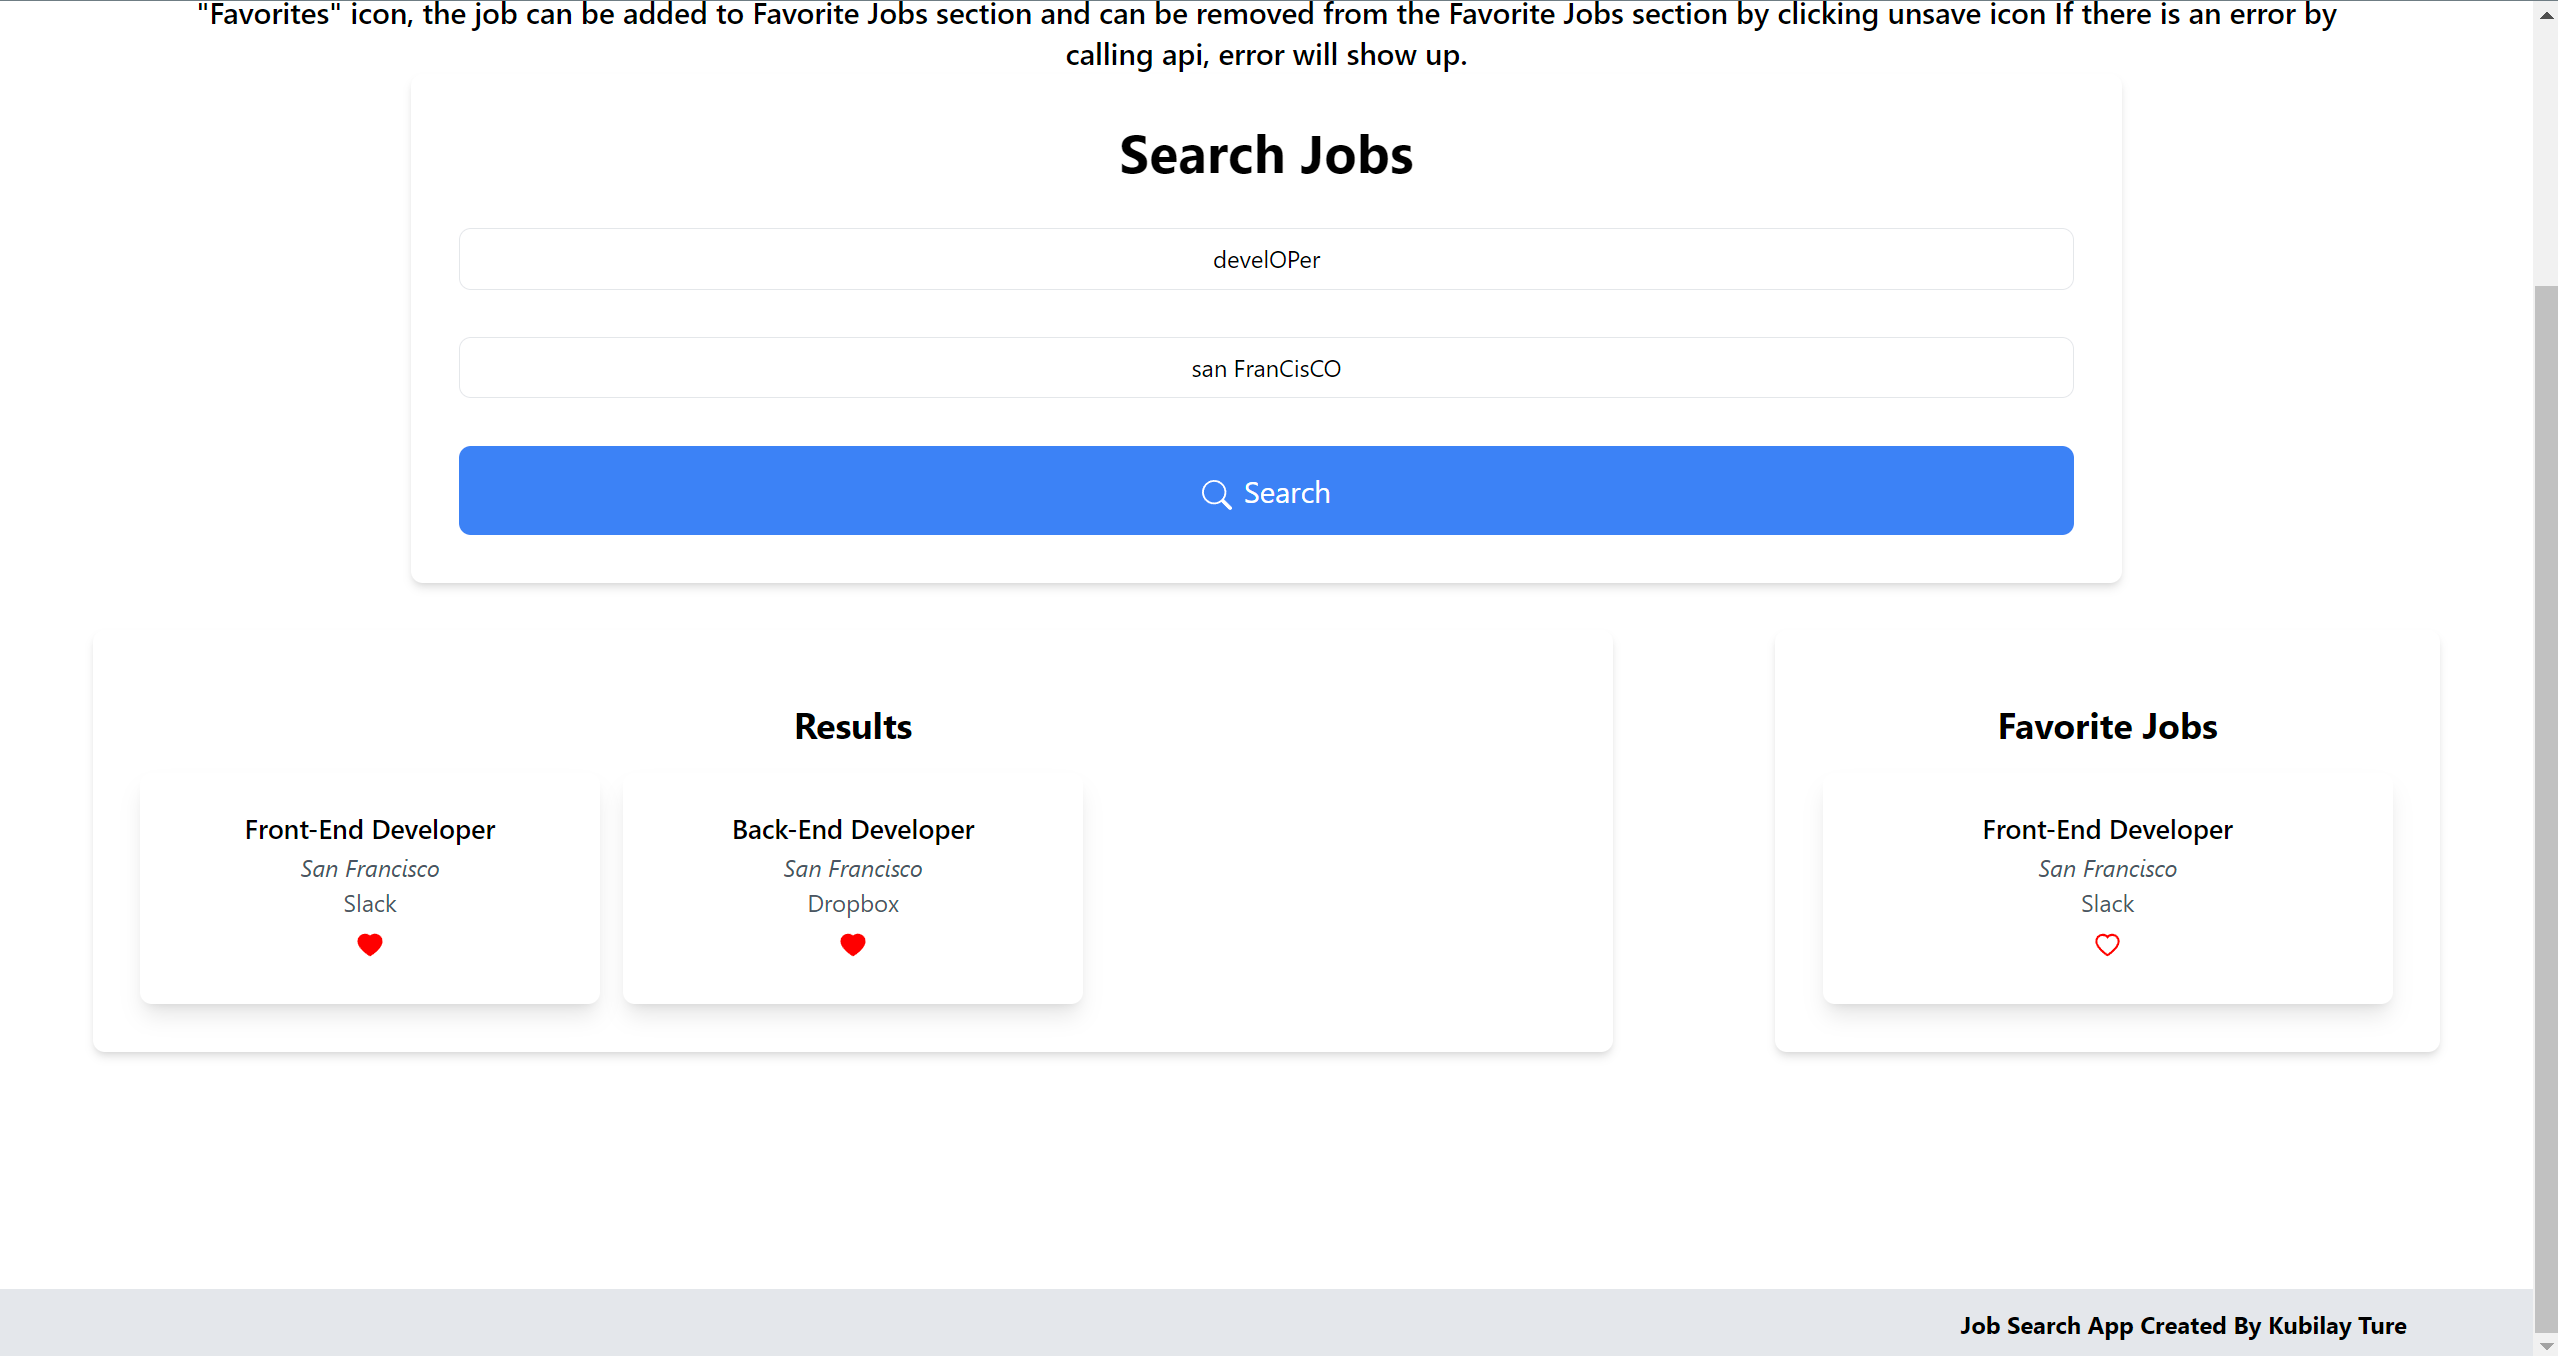 "Favorites" icon, the job can be added to Favorite Jobs section and can be removed from the Favorite Jobs section by clicking unsave icon If there is an error by
calling api, error will show up.
Search Jobs
develOPer
san FranCisCO
Search
Results
Front-End Developer
San Francisco
Slack
Back-End Developer
San Francisco
Dropbox
Favorite Jobs
Front-End Developer
San Francisco
Slack
Job Search App Created By Kubilay Ture